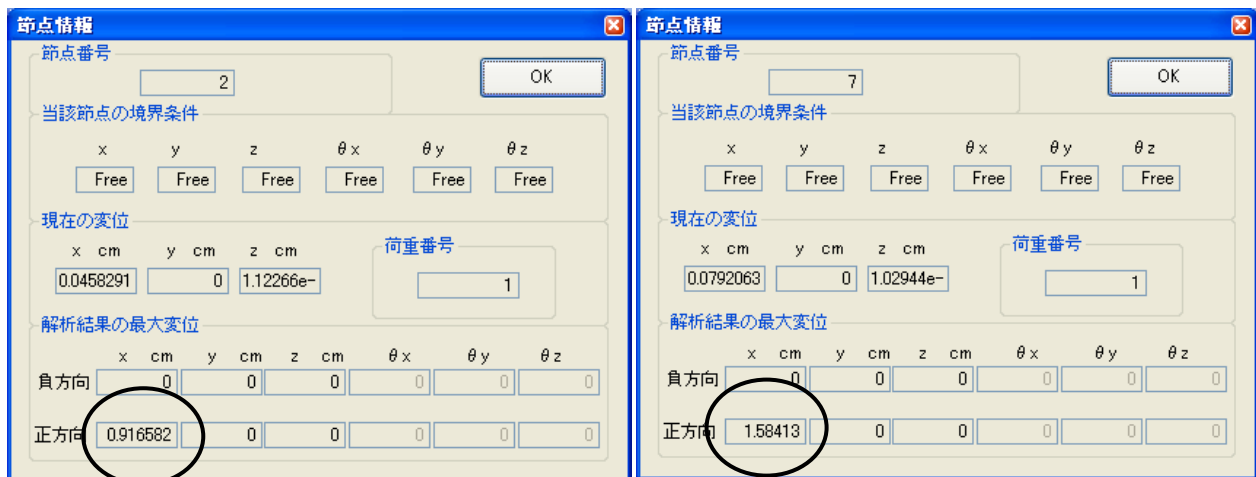 節点情報
節点番号
2
OK
当該節点の境界条件
x y z θx θy θz
Free Free Free Free Free Free
現在の変位
x cm y cm z cm
0.0458291 0 1.12266e-
荷重番号
1
解析結果の最大変位
x cm y cm z cm θx θy θz
負方向 0 0 0 0 0 0
正方向 0.916582 0 0 0 0 0
節点情報
節点番号
7
OK
当該節点の境界条件
x y z θx θy θz
Free Free Free Free Free Free
現在の変位
x cm y cm z cm
0.0792063 0 1.02944e-
荷重番号
1
解析結果の最大変位
x cm y cm z cm θx θy θz
負方向 0 0 0 0 0 0
正方向 1.58413 0 0 0 0 0